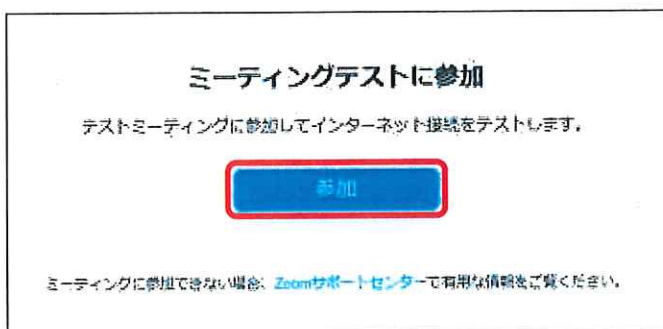 ミーティングテストに参加
テストミーティングに参加してインターネット接続をテストします。
参加
ミーティングに参加できない場合、Zoomサポートセンターで有用な情報をご覧ください。